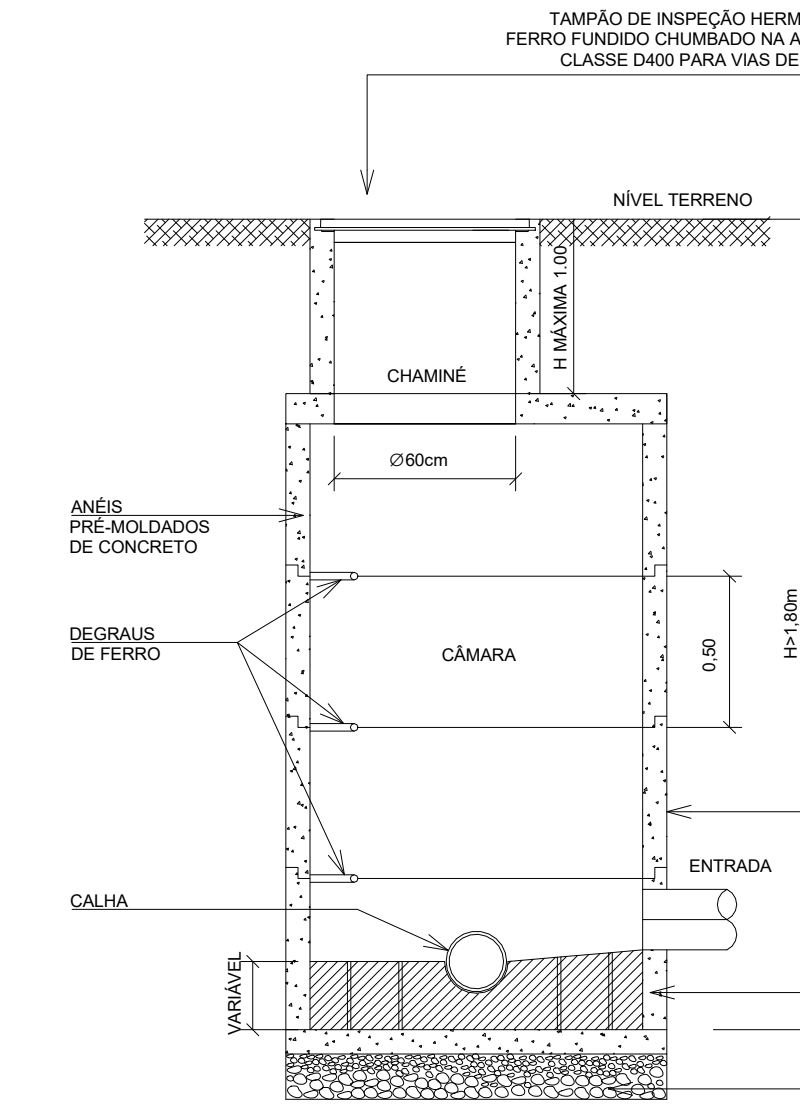 TAMPÃO DE INSPEÇÃO HERM
FERRO FUNDIDO CHUMBADO NA A
CLASSE D400 PARA VIAS DE
NÍVEL TERRENO
H MÁXIMA 1.00
CHAMINÉ
Ø60cm
ANÉIS
PRÉ-MOLDADOS
DE CONCRETO
DEGRAUS
DE FERRO
CÂMARA
0,50
H>1,80m
ENTRADA
CALHA
VARIÁVEL